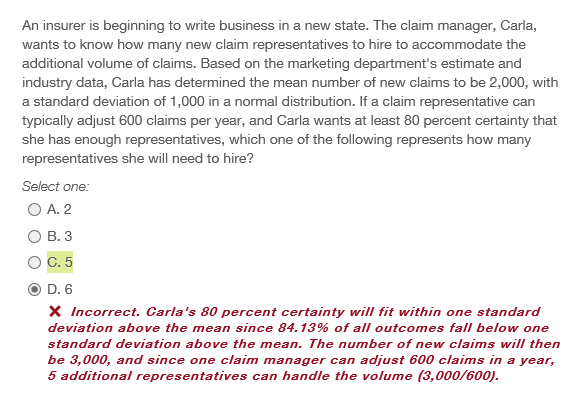 An insurer is beginning to write business in a new state. The claim manager, Carla,
wants to know how many new claim representatives to hire to accommodate the
additional volume of claims. Based on the marketing department's estimate and
industry data, Carla has determined the mean number of new claims to be 2,000, with
a standard deviation of 1,000 in a normal distribution. If a claim representative can
typically adjust 600 claims per year, and Carla wants at least 80 percent certainty that
she has enough representatives, which one of the following represents how many
representatives she will need to hire?
Select one:
A. 2
B. 3
C. 5
D. 6
Incorrect. Carla's 80 percent certainty will fit within one standard
deviation above the mean since 84.13% of all outcomes fall below one
standard deviation above the mean. The number of new claims will then
be 3,000, and since one claim manager can adjust 600 claims in a year,
5 additional representatives can handle the volume (3,000/600).